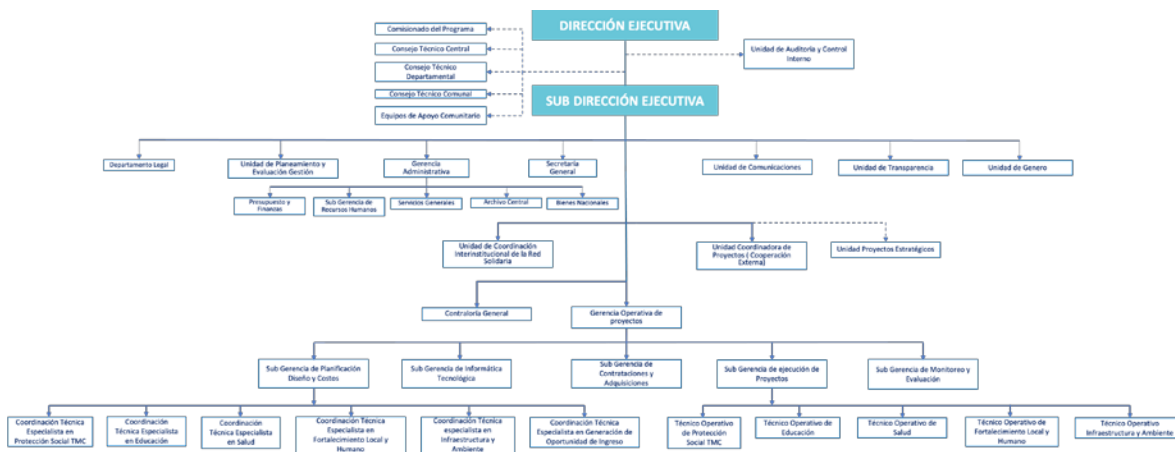 DIRECCIÓN EJECUTIVA
Comisionado del Programa
Consejo Técnico Central
Consejo Técnico
Departamental
Consejo Técnico Comunal
Equipos de Apoyo Comunitario
Unidad de Auditoría y Control
Interno
SUB DIRECCIÓN EJECUTIVA
Departamento Legal
Unidad de Planeamiento y
Evaluación Gestión
Gerencia
Administrativa
Secretaría
General
Unidad de Comunicaciones
Unidad de Transparencia
Unidad de Genero
Presupuesto y
Finanzas
Sub Gerencia de
Recursos Humanos
Servicios Generales
Archivo Central
Bienes Nacionales
Unidad de Coordinación
Interinstitucional de la Red
Solidaria
Unidad Coordinadora de
Proyectos ( Cooperación
Externa)
Unidad Proyectos Estratégicos
Contraloría General
Gerencia Operativa de
proyectos
Sub Gerencia de Planificación
Diseño y Costos
Sub Gerencia de Informática
Tecnológica
Sub Gerencia de
Contrataciones y
Adquisiciones
Sub Gerencia de ejecución de
Proyectos
Sub Gerencia de Monitoreo y
Evaluación
Coordinación Técnica
Especialista en
Protección Social TMC
Coordinación
Técnica Especialista
en Educación
Coordinación
Técnica Especialista
en Salud
Coordinación Técnica
Especialista en
Fortalecimiento Local y
Humano
Coordinación Técnica
especialista en
Infraestructura y
Ambiente
Coordinación Técnica
Especialista en Generación de
Oportunidad de Ingreso
Técnico Operativo
de Protección
Social TMC
Técnico Operativo
de Educación
Técnico Operativo de
Salud
Técnico Operativo de
Fortalecimiento Local y
Humano
Técnico Operativo
Infraestructura y Ambiente